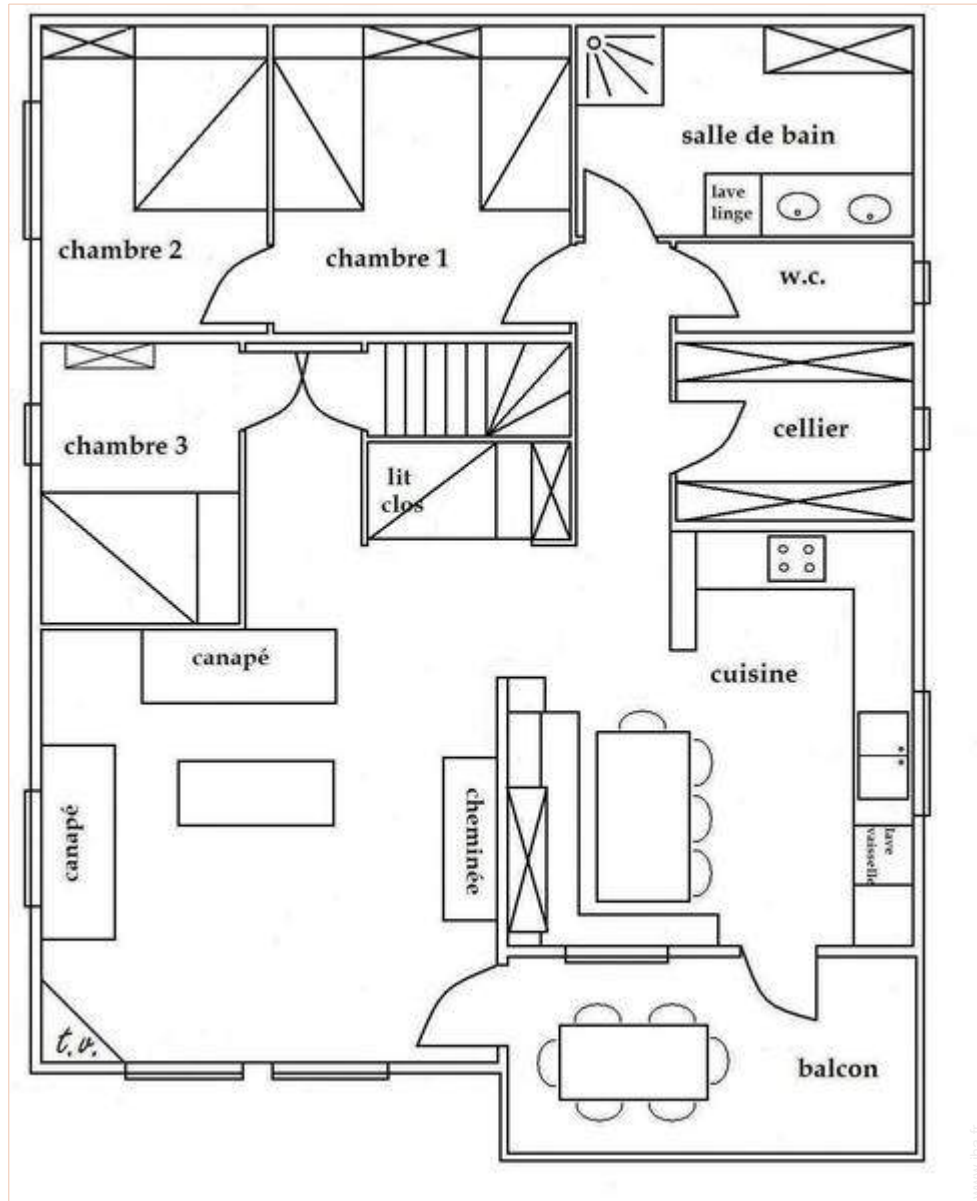 salle de bain
lave
linge
chambre 2
chambre 1
w.c.
chambre 3
cellier
lit
clos
canapé
cuisine
canapé
cheminée
lave
vaisselle
t.v.
balcon